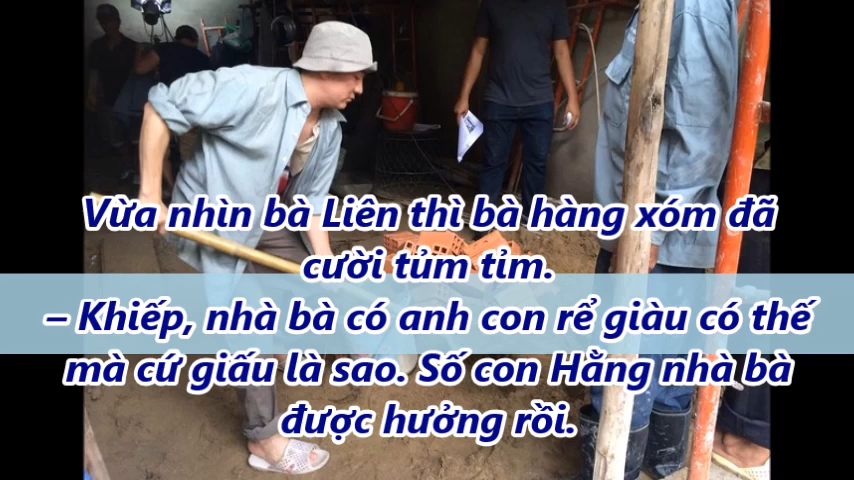 Vừa nhìn bà Liên thì bà hàng xóm đã
cười tủm tỉm.
– Khiếp, nhà bà có anh con rể giàu có thế
mà cứ giấu là sao. Số con Hằng nhà bà
được hưởng rồi.